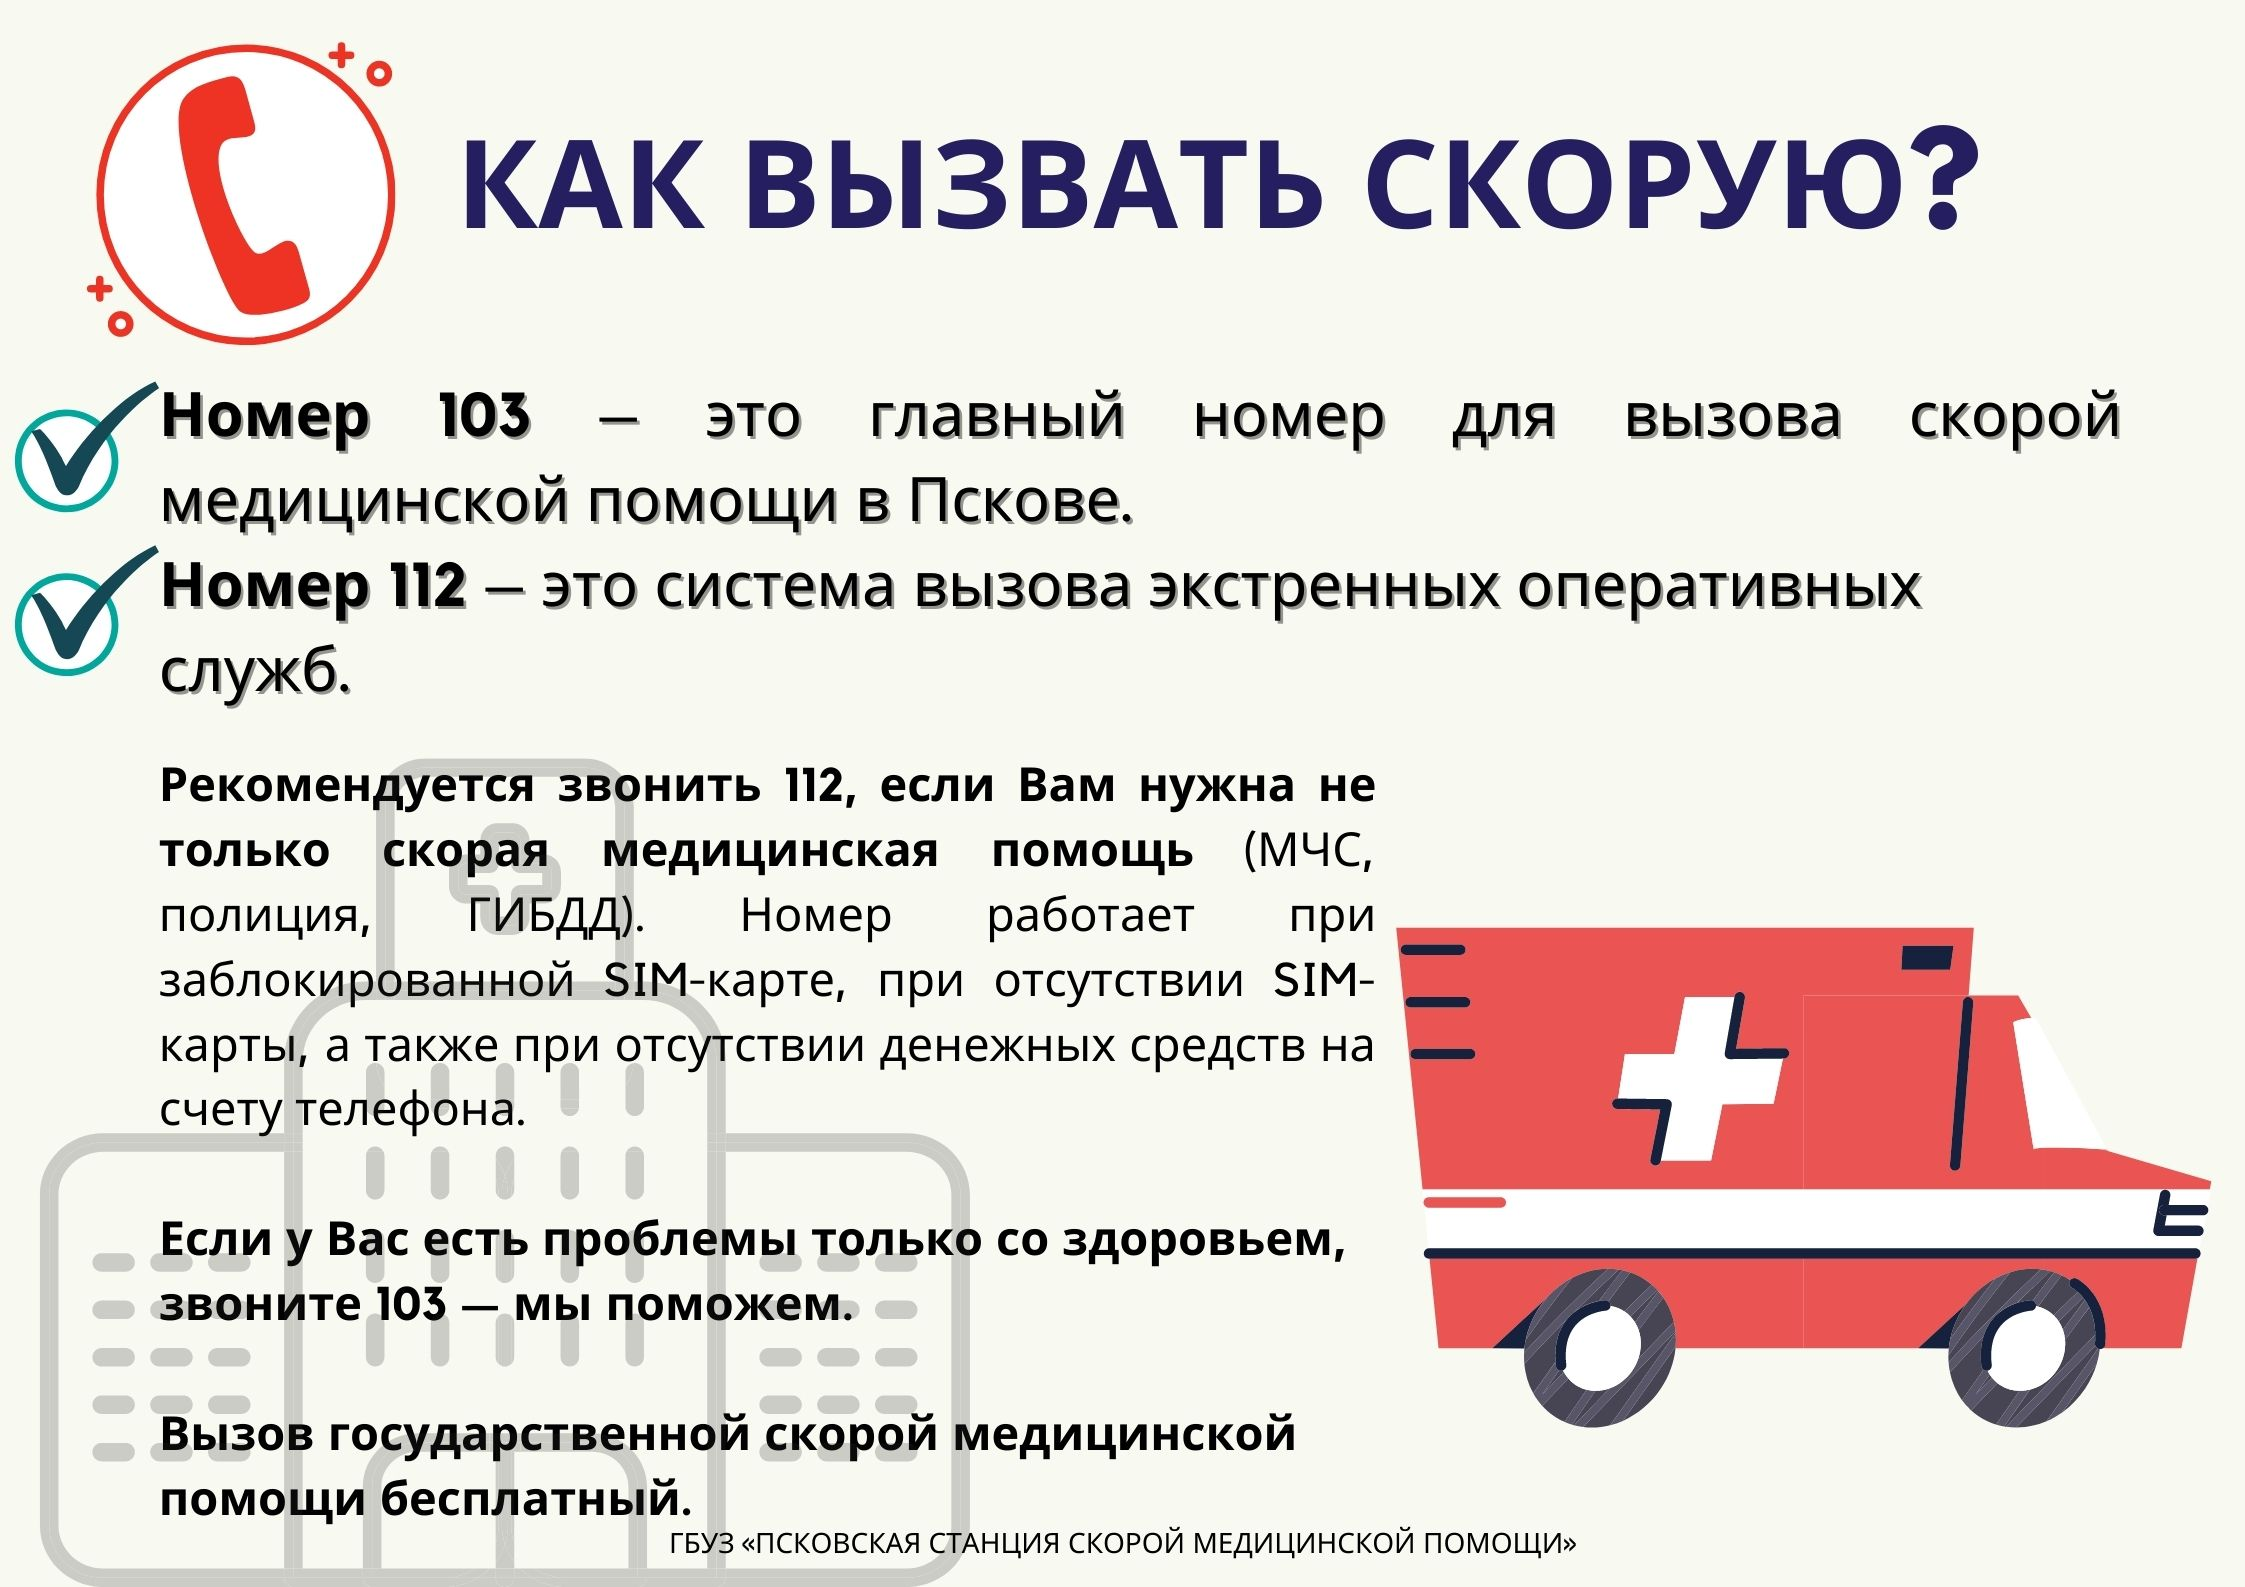 КАК ВЫЗВАТЬ СКОРУЮ?
Номер 103 – это главный номер для вызова скорой
медицинской помощи в Пскове.
Номер 112 – это система вызова экстренных оперативных
служб.
Рекомендуется звонить 112, если Вам нужна не
только скорая медицинская помощь (МЧС,
полиция, ГИБДД). Номер работает при
заблокированной SIM-карте, при отсутствии SIM-
карты, а также при отсутствии денежных средств на
счету телефона.
Если у Вас есть проблемы только со здоровьем,
звоните 103 — мы поможем.
Вызов государственной скорой медицинской
помощи бесплатный.
ГБУЗ «ПСКОВСКАЯ СТАНЦИЯ СКОРОЙ МЕДИЦИНСКОЙ ПОМОЩИ»